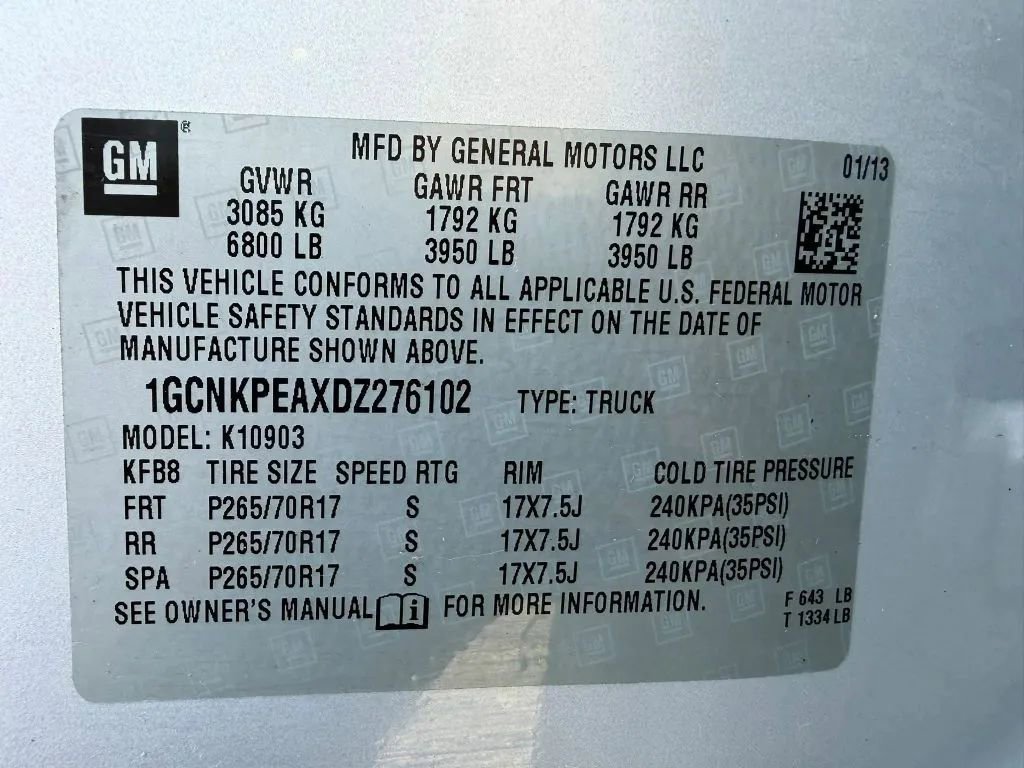 GM ®
MFD BY GENERAL MOTORS LLC 01/13
GVWR GAWR FRT GAWR RR
3085 KG 1792 KG 1792 KG
6800 LB 3950 LB 3950 LB
THIS VEHICLE CONFORMS TO ALL APPLICABLE U.S. FEDERAL MOTOR
VEHICLE SAFETY STANDARDS IN EFFECT ON THE DATE OF
MANUFACTURE SHOWN ABOVE.
1GCNKPEAXDZ276102 TYPE: TRUCK
MODEL: K10903
KFB8 TIRE SIZE SPEED RTG RIM COLD TIRE PRESSURE
FRT P265/70R17 S 17X7.5J 240KPA(35PSI)
RR P265/70R17 S 17X7.5J 240KPA(35PSI)
SPA P265/70R17 S 17X7.5J 240KPA(35PSI)
SEE OWNER'S MANUAL i FOR MORE INFORMATION.
F 643 LB
T 1334 LB